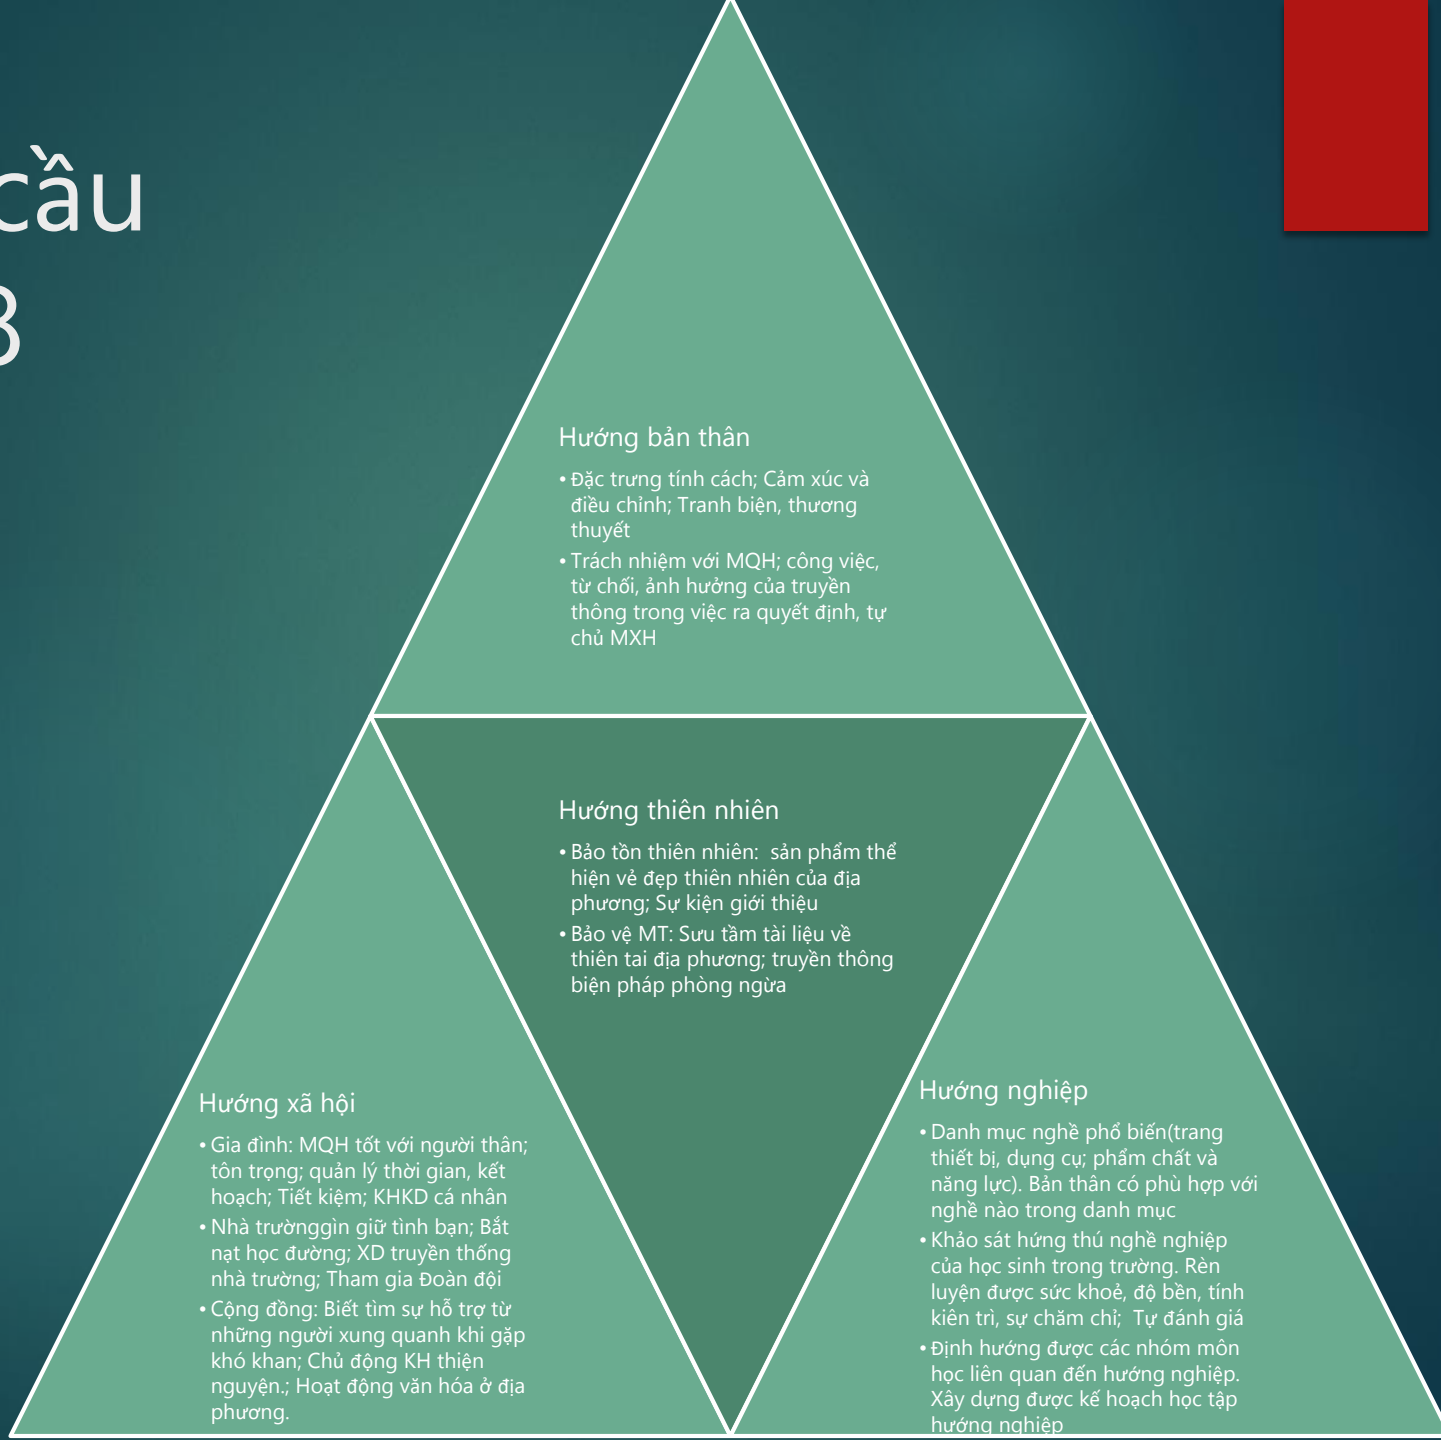 cầu
8
Hướng bản thân
• Đặc trưng tính cách; Cảm xúc và
điều chỉnh; Tranh biện, thương
thuyết
• Trách nhiệm với MQH; công việc,
từ chối, ảnh hưởng của truyền
thông trong việc ra quyết định, tự
chủ MXH
Hướng thiên nhiên
• Bảo tồn thiên nhiên:  sản phẩm thể
hiện vẻ đẹp thiên nhiên của địa
phương; Sự kiện giới thiệu
• Bảo vệ MT: Sưu tầm tài liệu về
thiên tai địa phương; truyền thông
biện pháp phòng ngừa
Hướng xã hội
• Gia đình: MQH tốt với người thân;
tôn trọng; quản lý thời gian, kết
hoạch; Tiết kiệm; KHKD cá nhân
• Nhà trườnggìn giữ tình bạn; Bắt
nạt học đường; XD truyền thống
nhà trường; Tham gia Đoàn đội
• Cộng đồng: Biết tìm sự hỗ trợ từ
những người xung quanh khi gặp
khó khan; Chủ động KH thiện
nguyện.; Hoạt động văn hóa ở địa
phương.
Hướng nghiệp
• Danh mục nghề phổ biến(trang
thiết bị, dụng cụ; phẩm chất và
năng lực). Bản thân có phù hợp với
nghề nào trong danh mục
• Khảo sát hứng thú nghề nghiệp
của học sinh trong trường. Rèn
luyện được sức khoẻ, độ bền, tính
kiên trì, sự chăm chỉ;  Tự đánh giá
• Định hướng được các nhóm môn
học liên quan đến hướng nghiệp.
Xây dựng được kế hoạch học tập
hướng nghiệp